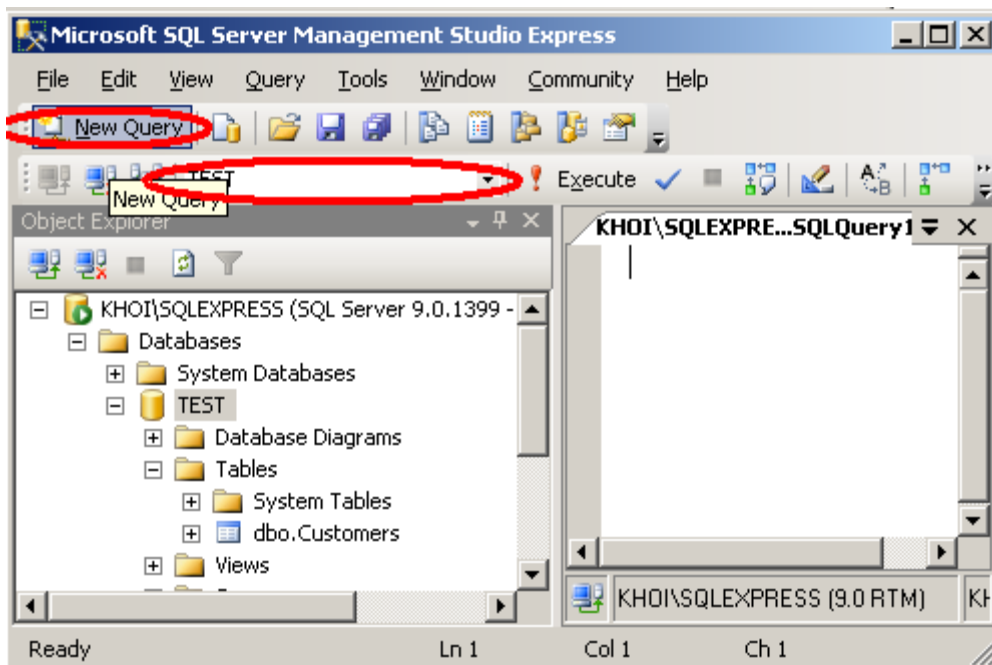 Microsoft SQL Server Management Studio Express
File Edit View Query Tools Window Community Help
New Query
TEST
Execute
New Query
Object Explorer
KHOI\SQLEXPRE...SQLQuery1
KHOI\SQLEXPRESS (SQL Server 9.0.1399 -
Databases
System Databases
TEST
Database Diagrams
Tables
System Tables
dbo.Customers
Views
KHOI\SQLEXPRESS (9.0 RTM)
Ready Ln 1 Col 1 Ch 1